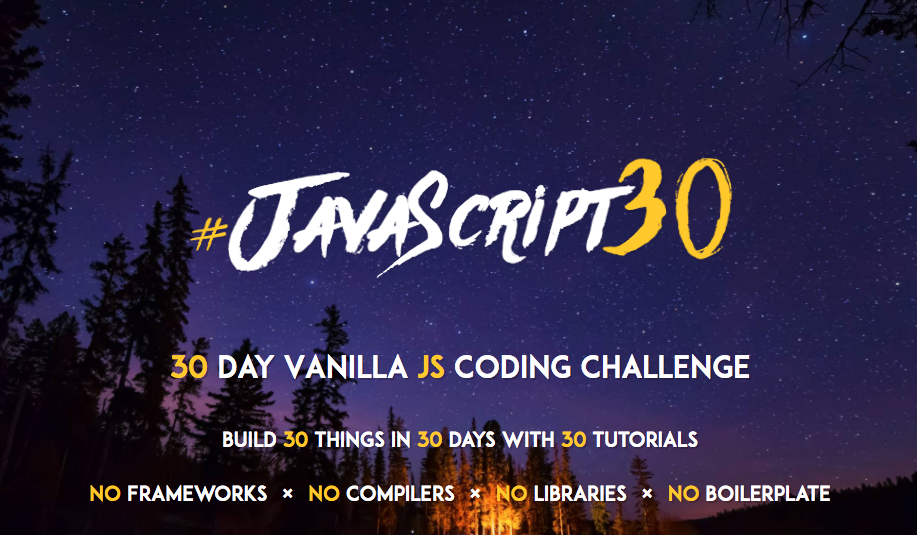 #JAVASCRIPT30
30 DAY VANILLA JS CODING CHALLENGE
BUILD 30 THINGS IN 30 DAYS WITH 30 TUTORIALS
NO FRAMEWORKS × NO COMPILERS × NO LIBRARIES × NO BOILERPLATE